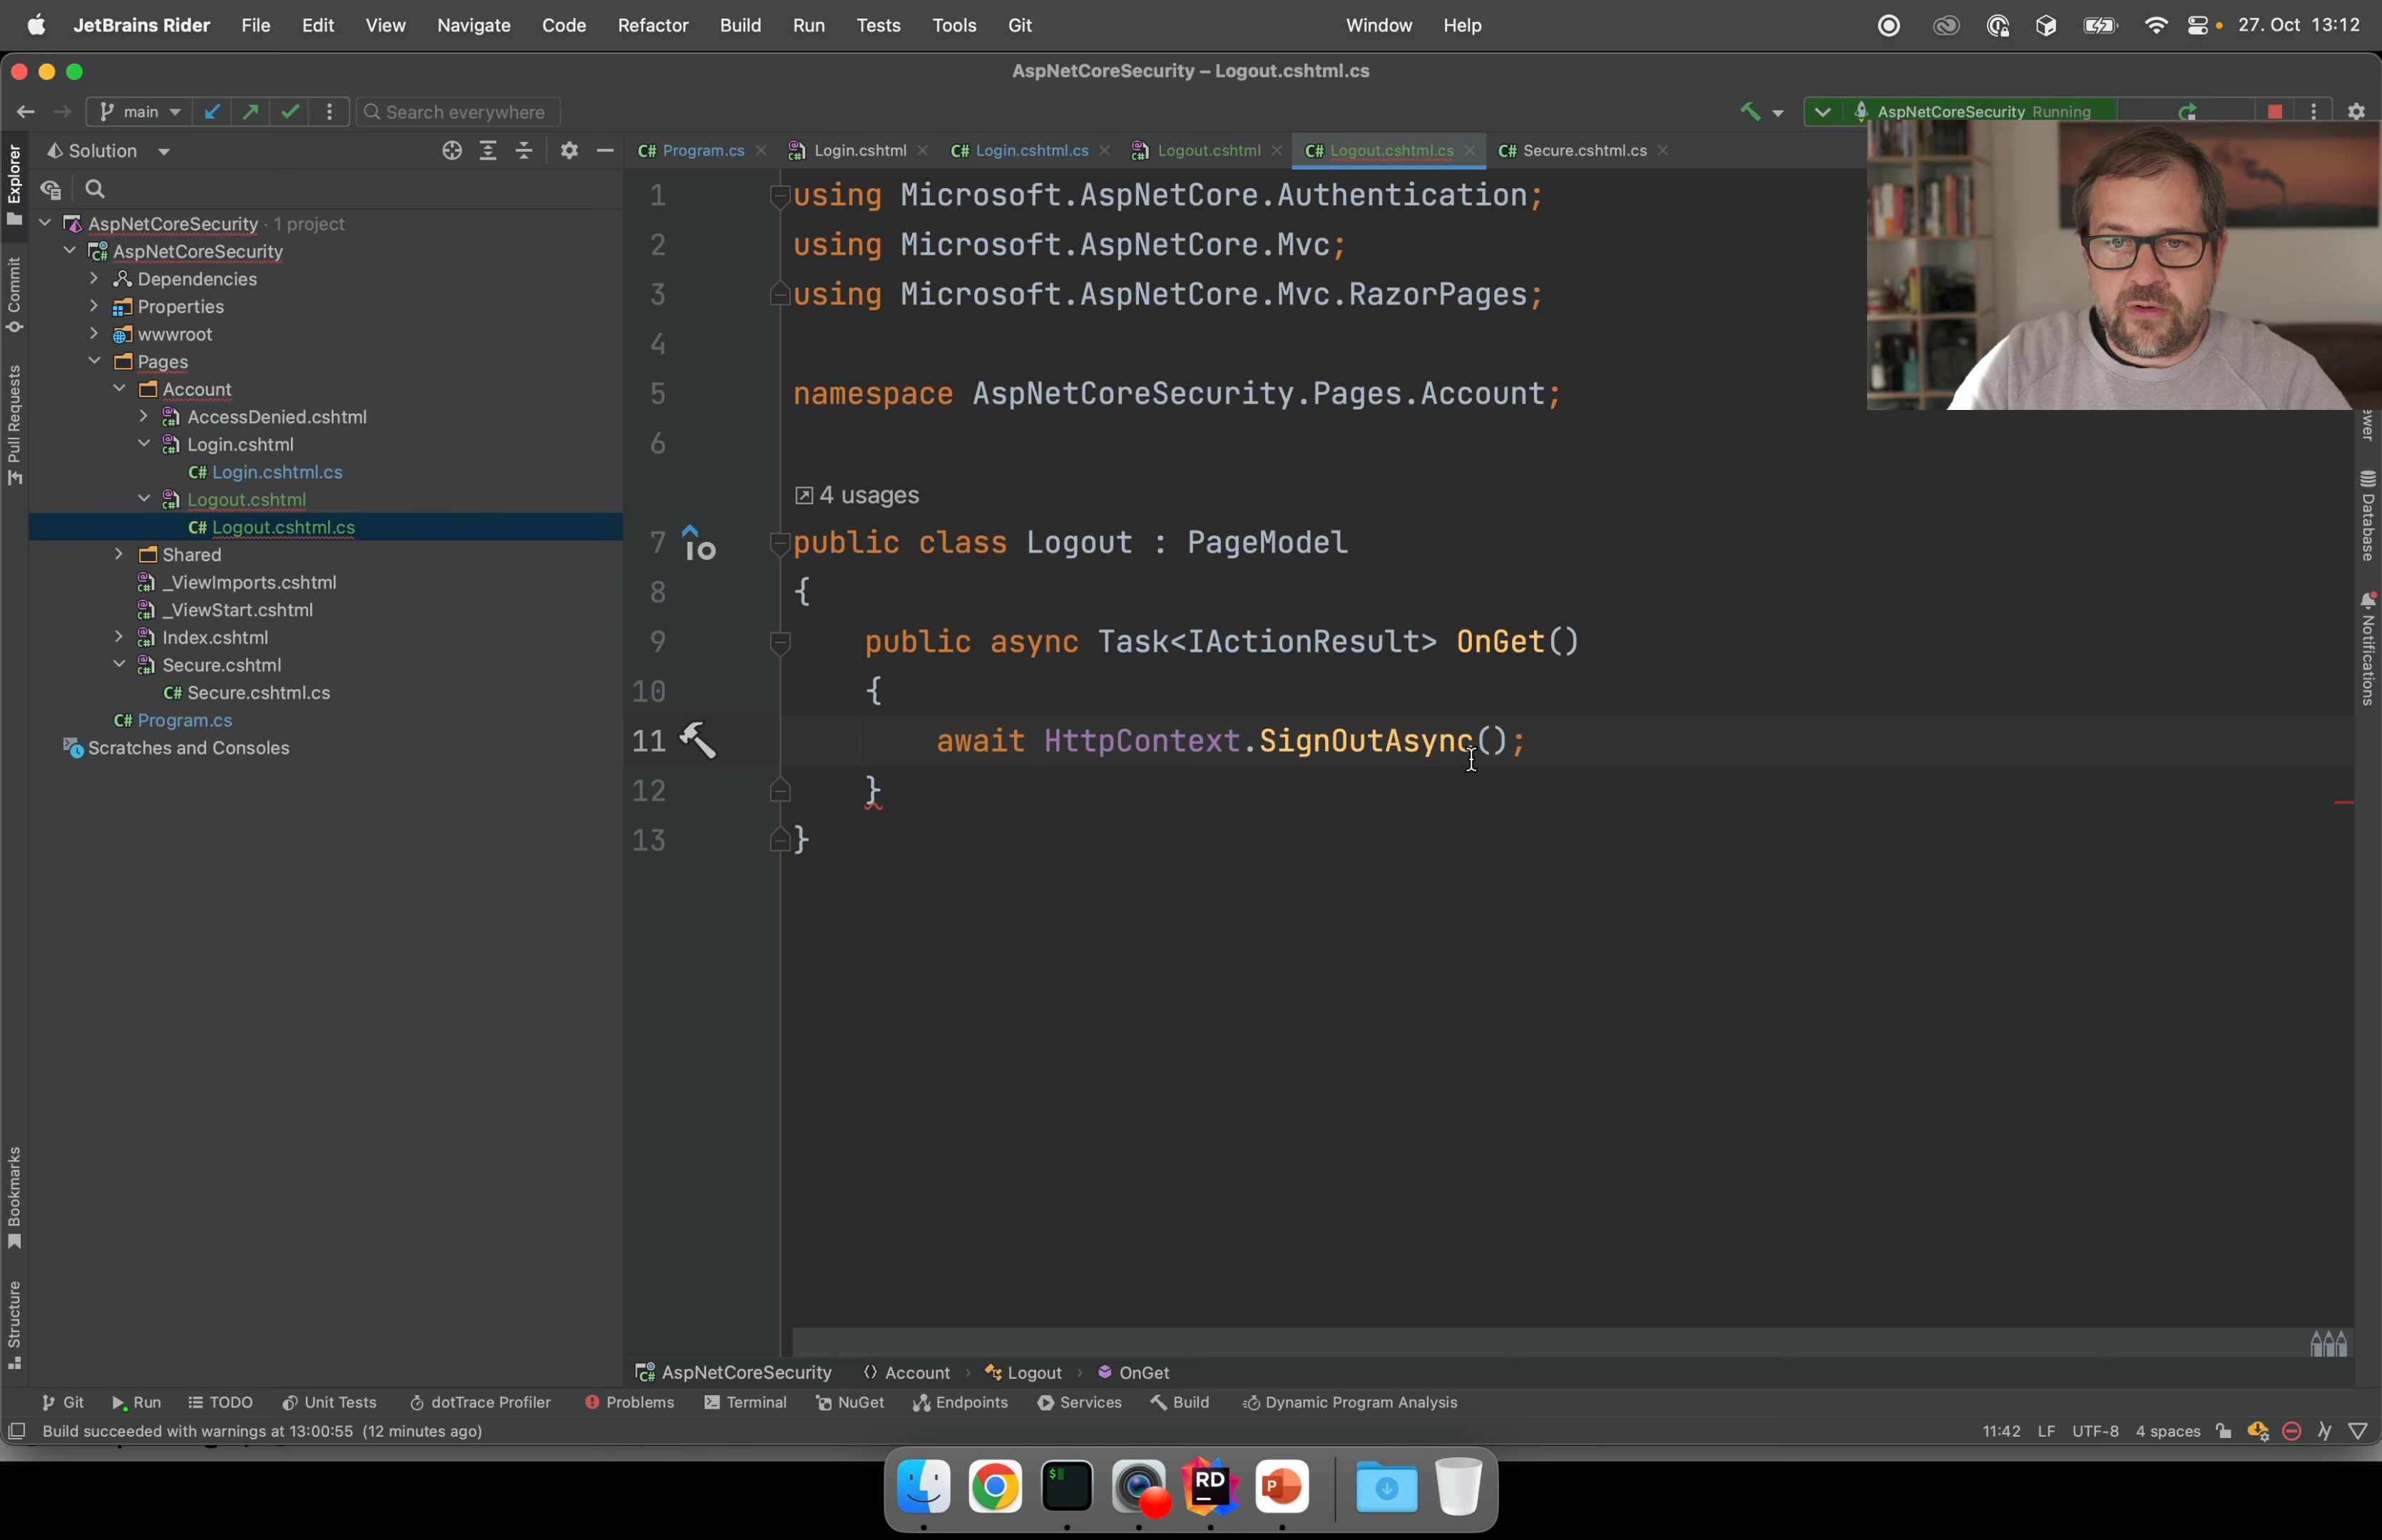 JetBrains Rider File Edit View Navigate Code Refactor Build Run Tests Tools Git Window Help 27. Oct 13:12
AspNetCoreSecurity – Logout.cshtml.cs
main Search everywhere AspNetCoreSecurity Running
Solution
Program.cs Login.cshtml Login.cshtml.cs Logout.cshtml Logout.cshtml.cs Secure.cshtml.cs
Explorer
Commit
Pull Requests
Bookmarks
Structure
AspNetCoreSecurity · 1 project
AspNetCoreSecurity
Dependencies
Properties
wwwroot
Pages
Account
AccessDenied.cshtml
Login.cshtml
C# Login.cshtml.cs
Logout.cshtml
C# Logout.cshtml.cs
Shared
_ViewImports.cshtml
_ViewStart.cshtml
Index.cshtml
Secure.cshtml
C# Secure.cshtml.cs
C# Program.cs
Scratches and Consoles
1 using Microsoft.AspNetCore.Authentication;
2 using Microsoft.AspNetCore.Mvc;
3 using Microsoft.AspNetCore.Mvc.RazorPages;
4
5 namespace AspNetCoreSecurity.Pages.Account;
6
4 usages
7 public class Logout : PageModel
8 {
9 public async Task<IActionResult> OnGet()
10 {
11 await HttpContext.SignOutAsync();
12 }
13 }
Database
Notifications
AspNetCoreSecurity Account Logout OnGet
Git Run TODO Unit Tests dotTrace Profiler Problems Terminal NuGet Endpoints Services Build Dynamic Program Analysis
Build succeeded with warnings at 13:00:55 (12 minutes ago) 11:42 LF UTF-8 4 spaces
RD P